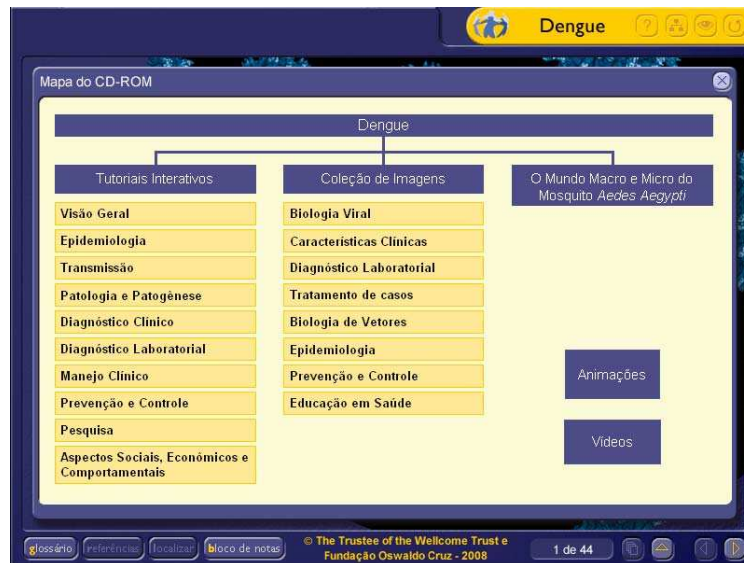 Dengue
Mapa do CD-ROM
Dengue
Tutoriais Interativos
Visão Geral
Epidemiologia
Transmissão
Patologia e Patogênese
Diagnóstico Clínico
Diagnóstico Laboratorial
Manejo Clínico
Prevenção e Controle
Pesquisa
Aspectos Sociais, Económicos e
Comportamentais
Coleção de Imagens
Biologia Viral
Características Clínicas
Diagnóstico Laboratorial
Tratamento de casos
Biologia de Vetores
Epidemiologia
Prevenção e Controle
Educação em Saúde
O Mundo Macro e Micro do
Mosquito Aedes Aegypti
Animações
Vídeos
glossário
referências
localizar
bloco de notas
© The Trustee of the Wellcome Trust e
Fundação Oswaldo Cruz - 2008
1 de 44